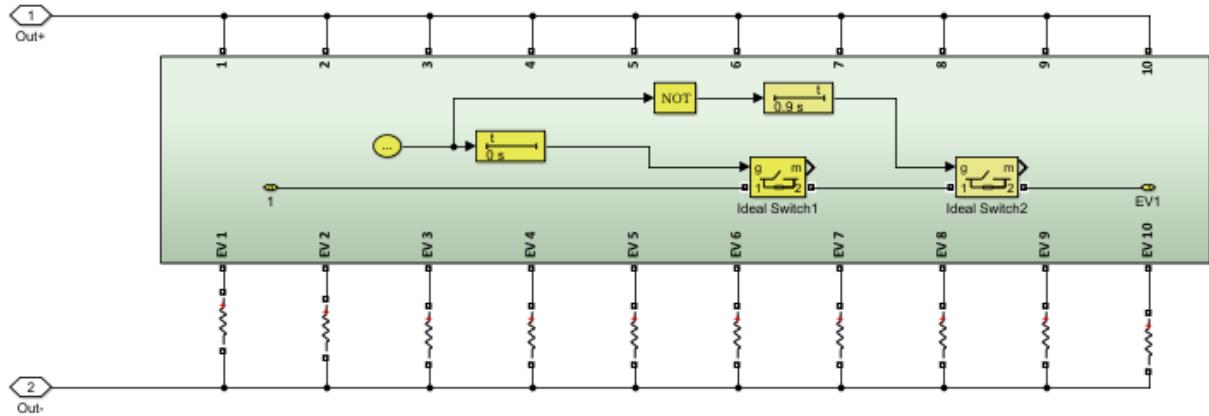 1
Out+
1 2 3 4 5 6 7 8 9 10
NOT
t
0.9 s
...
t
0 s
g m
1 2
Ideal Switch1
g m
1 2
Ideal Switch2
1
EV1
EV 1 EV 2 EV 3 EV 4 EV 5 EV 6 EV 7 EV 8 EV 9 EV 10
+ + + + + + + + + +
2
Out-